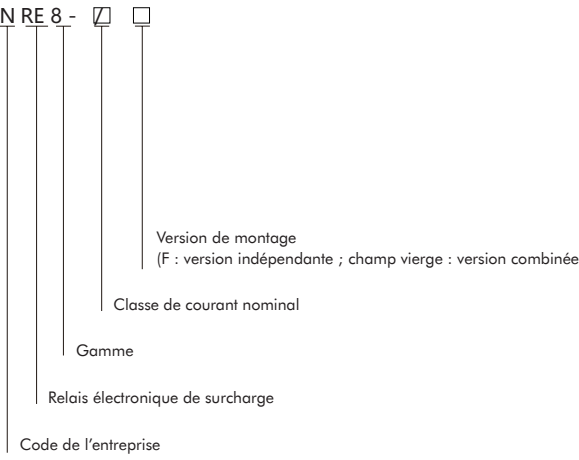 N RE 8 - / □
Version de montage
(F : version indépendante ; champ vierge : version combinée
Classe de courant nominal
Gamme
Relais électronique de surcharge
Code de l'entreprise